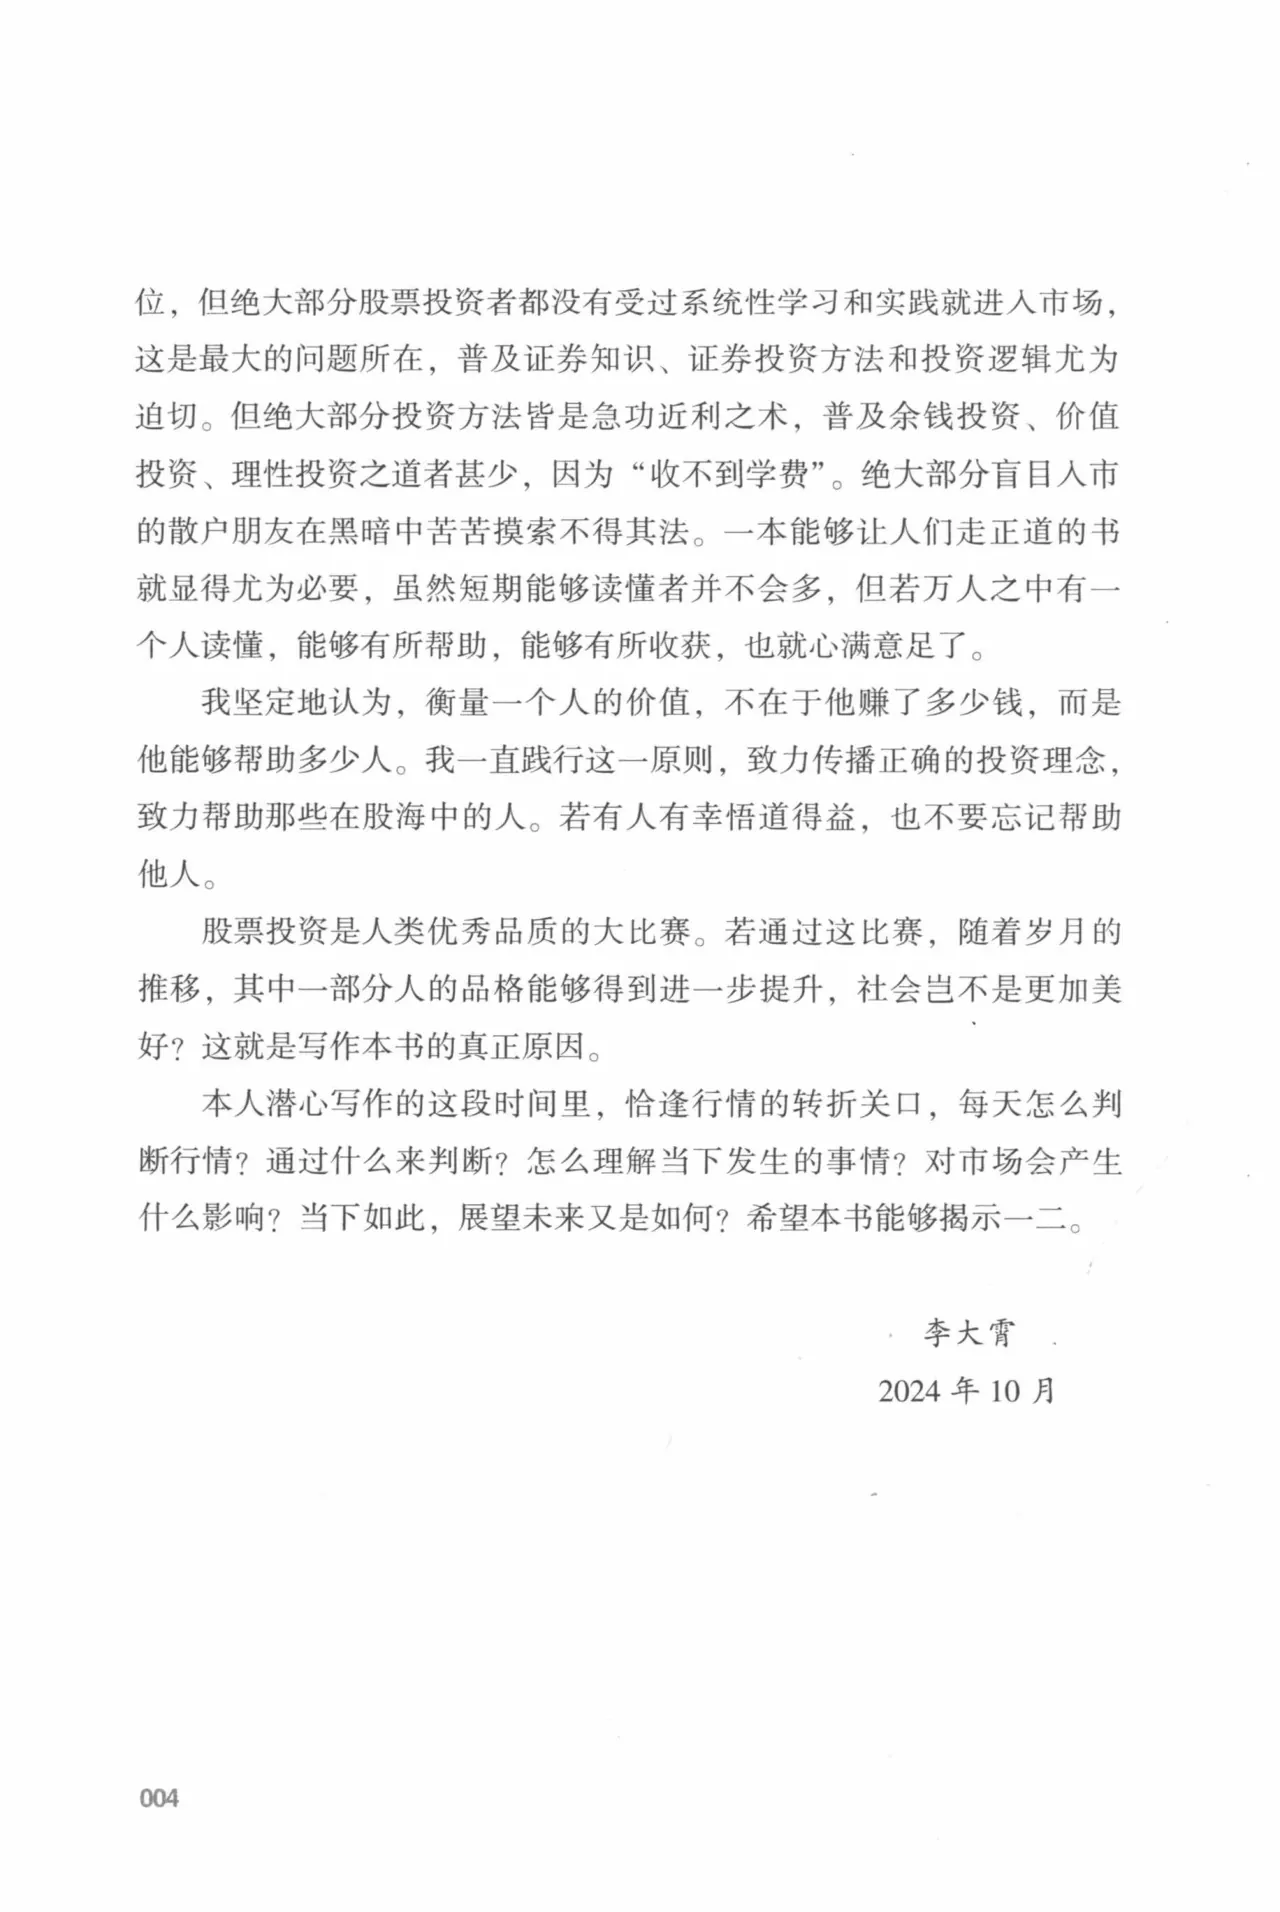 位，但绝大部分股票投资者都没有受过系统性学习和实践就进入市场，
这是最大的问题所在，普及证券知识、证券投资方法和投资逻辑尤为
迫切。但绝大部分投资方法皆是急功近利之术，普及余钱投资、价值
投资、理性投资之道者甚少，因为“收不到学费”。绝大部分盲目入市
的散户朋友在黑暗中苦苦摸索不得其法。一本能够让人们走正道的书
就显得尤为必要，虽然短期能够读懂者并不会多，但若万人之中有一
个人读懂，能够有所帮助，能够有所收获，也就心满意足了。
我坚定地认为，衡量一个人的价值，不在于他赚了多少钱，而是
他能够帮助多少人。我一直践行这一原则，致力传播正确的投资理念，
致力帮助那些在股海中的人。若有人有幸悟道得益，也不要忘记帮助
他人。
股票投资是人类优秀品质的大比赛。若通过这比赛，随着岁月的
推移，其中一部分人的品格能够得到进一步提升，社会岂不是更加美
好？这就是写作本书的真正原因。
本人潜心写作的这段时间里，恰逢行情的转折关口，每天怎么判
断行情？通过什么来判断？怎么理解当下发生的事情？对市场会产生
什么影响？当下如此，展望未来又是如何？希望本书能够揭示一二。
李大霄
2024 年 10 月
004